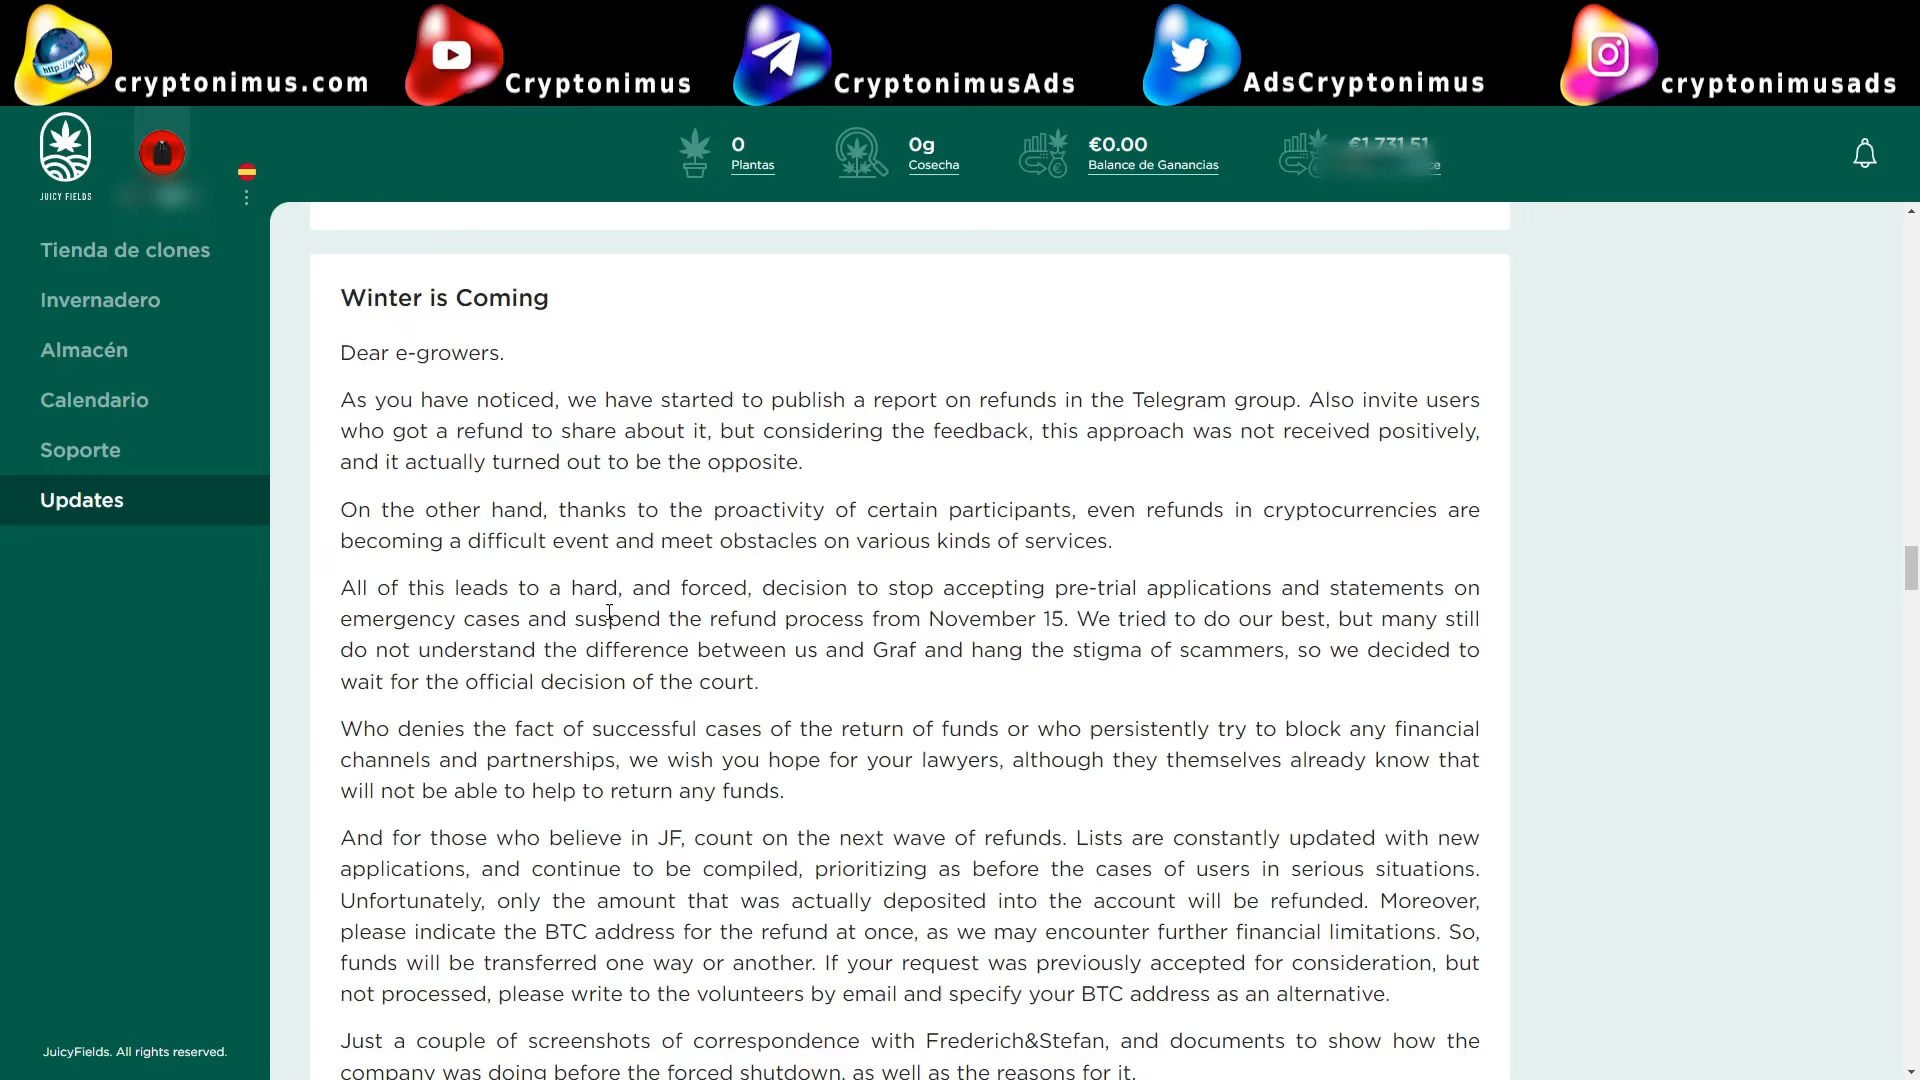 http://www
cryptonimus.com
Cryptonimus
CryptonimusAds
AdsCryptonimus
cryptonimusads
JUICY FIELDS
0
Plantas
0g
Cosecha
€0.00
Balance de Ganancias
€1,731.51
Tienda de clones
Invernadero
Almacén
Calendario
Soporte
Updates
Winter is Coming
Dear e-growers.
As you have noticed, we have started to publish a report on refunds in the Telegram group. Also invite users
who got a refund to share about it, but considering the feedback, this approach was not received positively,
and it actually turned out to be the opposite.
On the other hand, thanks to the proactivity of certain participants, even refunds in cryptocurrencies are
becoming a difficult event and meet obstacles on various kinds of services.
All of this leads to a hard, and forced, decision to stop accepting pre-trial applications and statements on
emergency cases and suspend the refund process from November 15. We tried to do our best, but many still
do not understand the difference between us and Graf and hang the stigma of scammers, so we decided to
wait for the official decision of the court.
Who denies the fact of successful cases of the return of funds or who persistently try to block any financial
channels and partnerships, we wish you hope for your lawyers, although they themselves already know that
will not be able to help to return any funds.
And for those who believe in JF, count on the next wave of refunds. Lists are constantly updated with new
applications, and continue to be compiled, prioritizing as before the cases of users in serious situations.
Unfortunately, only the amount that was actually deposited into the account will be refunded. Moreover,
please indicate the BTC address for the refund at once, as we may encounter further financial limitations. So,
funds will be transferred one way or another. If your request was previously accepted for consideration, but
not processed, please write to the volunteers by email and specify your BTC address as an alternative.
Just a couple of screenshots of correspondence with Frederich&Stefan, and documents to show how the
company was doing before the forced shutdown, as well as the reasons for it.
JuicyFields. All rights reserved.